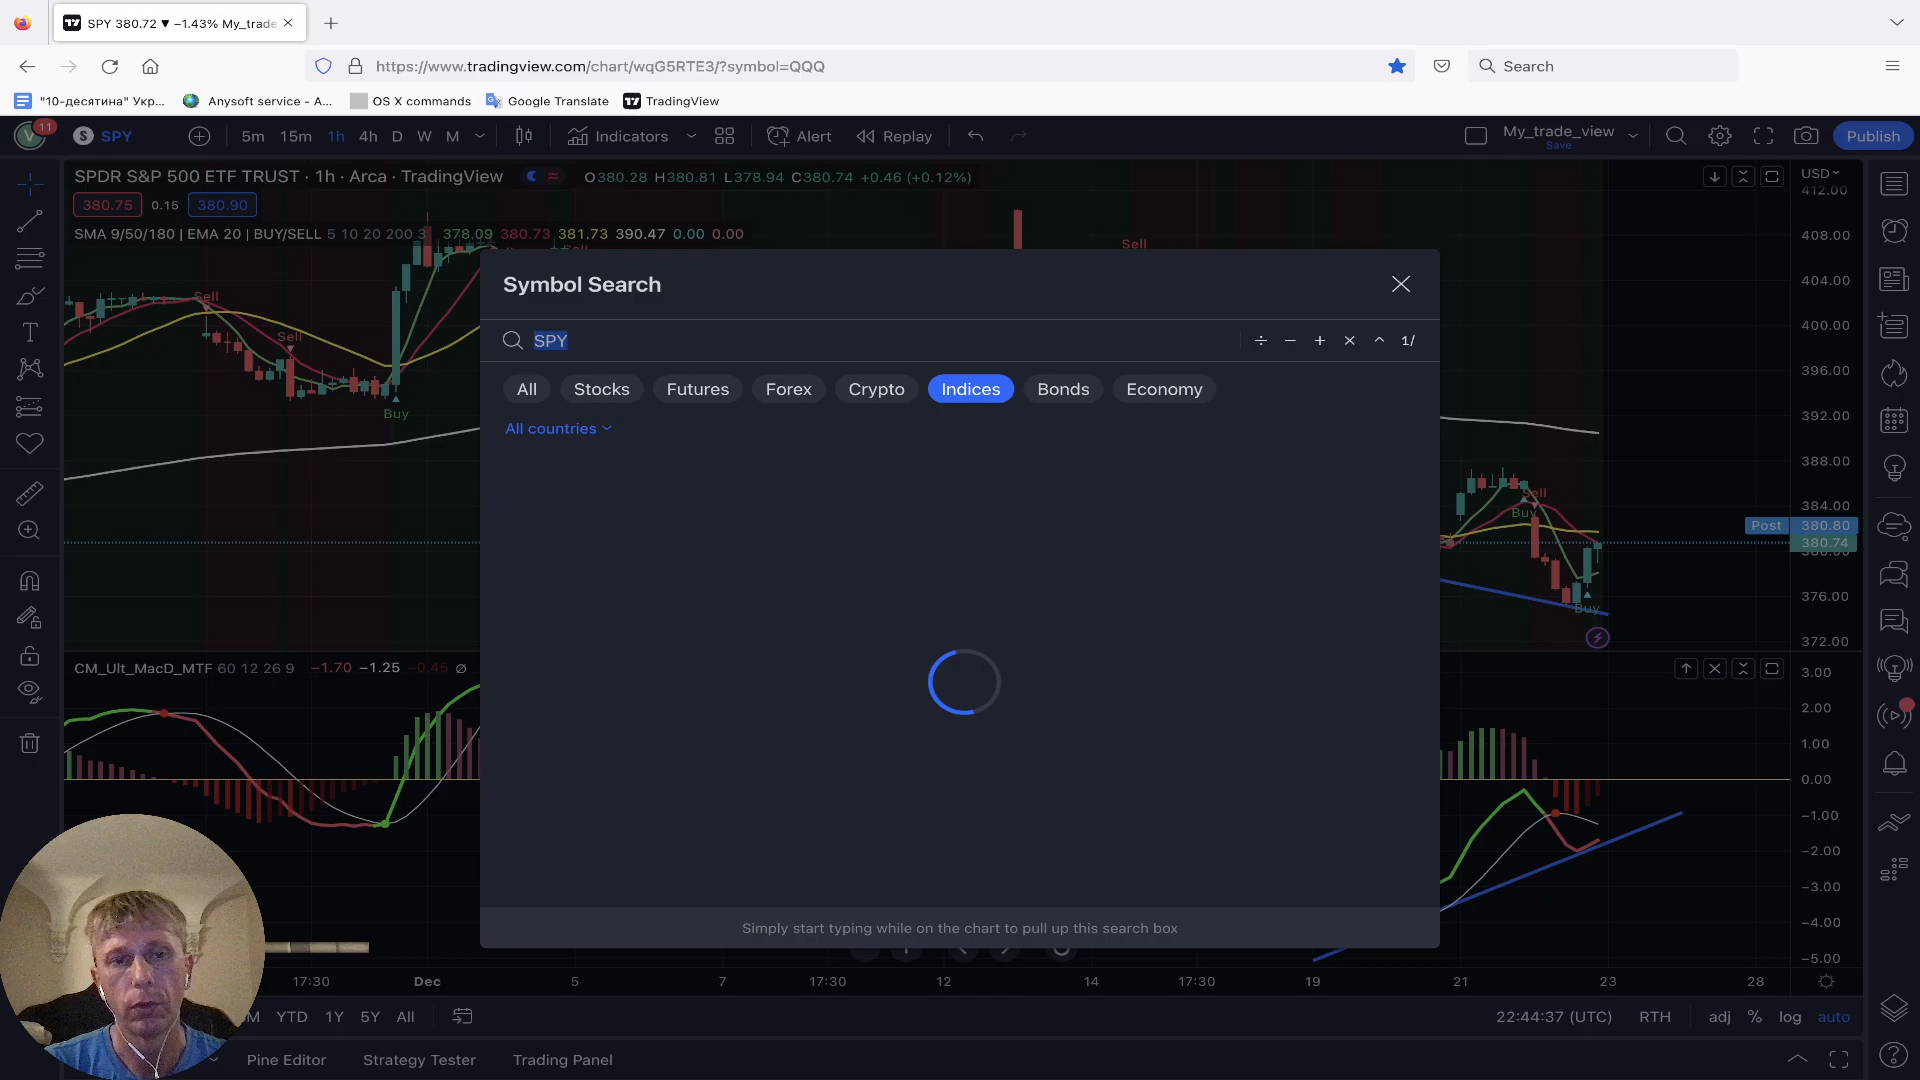 SPY 380.72 ▼ −1.43% My_trade
https://www.tradingview.com/chart/wqG5RTE3/?symbol=QQQ
Search
"10-десятина" Укр...
Anysoft service - A...
OS X commands
Google Translate
TradingView
11
V
S
SPY
5m 15m 1h 4h D W M
Indicators
Alert
Replay
My_trade_view
Save
Publish
SPDR S&P 500 ETF TRUST · 1h · Arca · TradingView
O380.28 H380.81 L378.94 C380.74 +0.46 (+0.12%)
USD
412.00
380.75 0.15 380.90
SMA 9/50/180 | EMA 20 | BUY/SELL 5 10 20 200 3 378.09 380.73 381.73 390.47 0.00 0.00
408.00
Sell
Symbol Search
404.00
Sell
400.00
Sell
SPY
÷ − + × ^ 1/
396.00
All
Stocks
Futures
Forex
Crypto
Indices
Bonds
Economy
Buy
392.00
All countries
388.00
Sell
384.00
Buy
Post 380.80
380.74
380.00
376.00
Buy
372.00
CM_Ult_MacD_MTF 60 12 26 9 −1.70 −1.25 −0.45 ∅
3.00
2.00
1.00
0.00
−1.00
−2.00
−3.00
−4.00
−5.00
Simply start typing while on the chart to pull up this search box
17:30 Dec 5 7 17:30 12 14 17:30 19 21 23 28
M YTD 1Y 5Y All
22:44:37 (UTC) RTH adj % log auto
Pine Editor
Strategy Tester
Trading Panel